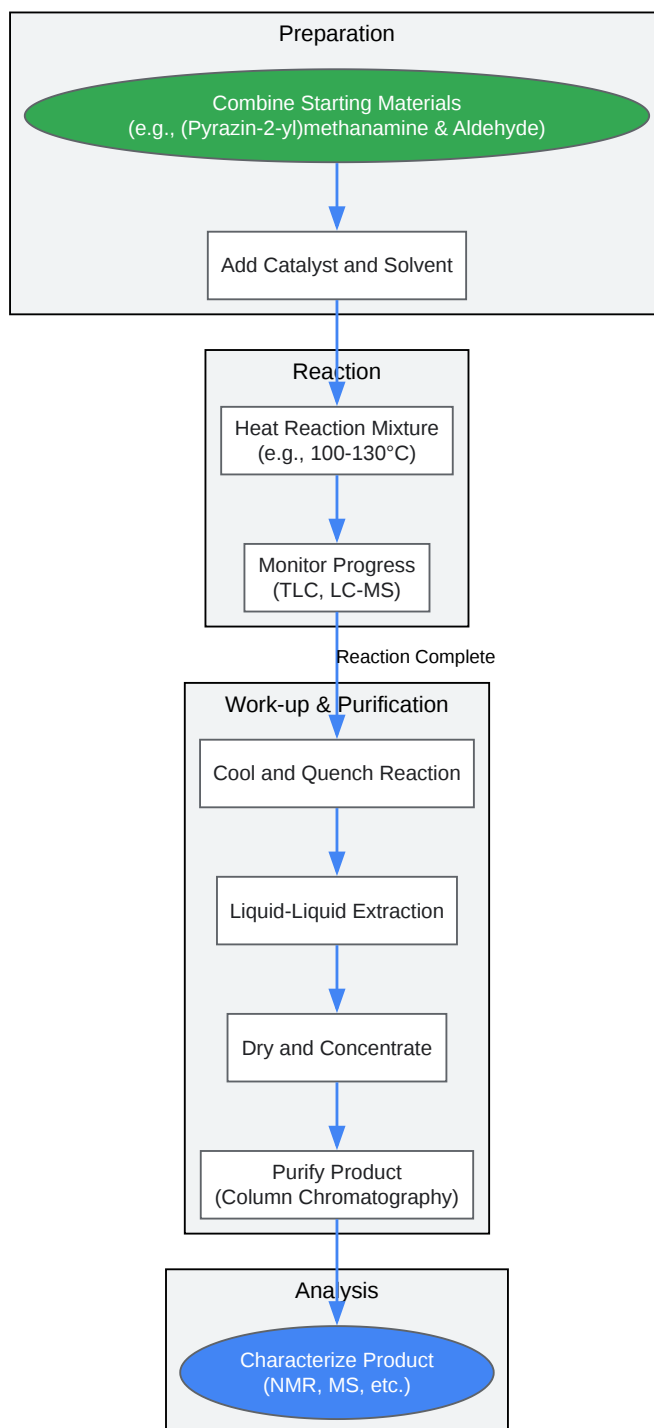 Preparation
Combine Starting Materials
(e.g., (Pyrazin-2-yl)methanamine & Aldehyde)
Add Catalyst and Solvent
Reaction
Heat Reaction Mixture
(e.g., 100-130°C)
Monitor Progress
(TLC, LC-MS)
Reaction Complete
Work-up & Purification
Cool and Quench Reaction
Liquid-Liquid Extraction
Dry and Concentrate
Purify Product
(Column Chromatography)
Analysis
Characterize Product
(NMR, MS, etc.)